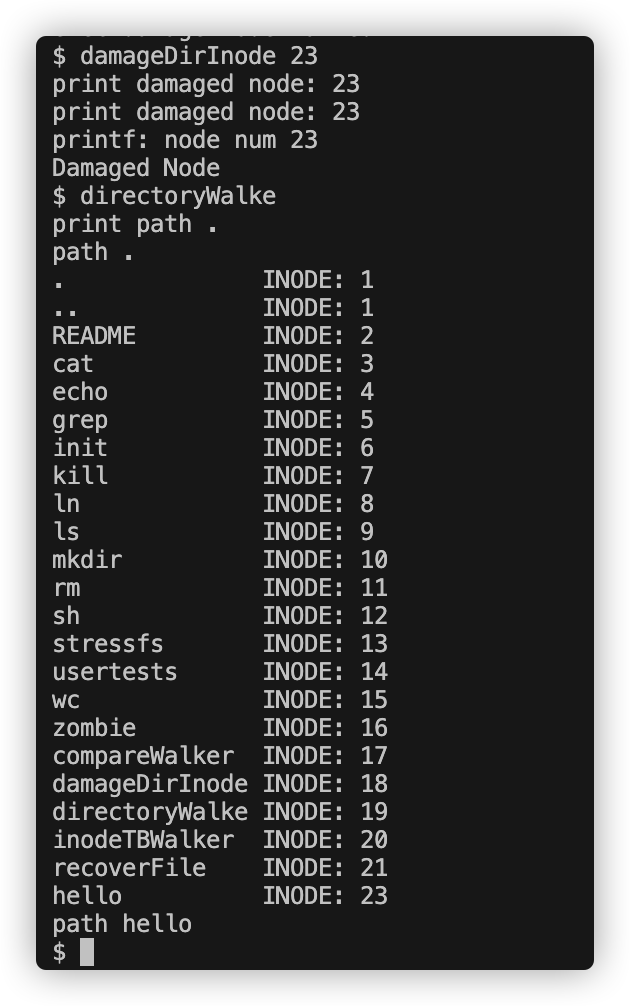 $ damageDirInode 23
print damaged node: 23
print damaged node: 23
printf: node num 23
Damaged Node
$ directoryWalke
print path .
path .
. INODE: 1
.. INODE: 1
README INODE: 2
cat INODE: 3
echo INODE: 4
grep INODE: 5
init INODE: 6
kill INODE: 7
ln INODE: 8
ls INODE: 9
mkdir INODE: 10
rm INODE: 11
sh INODE: 12
stressfs INODE: 13
usertests INODE: 14
wc INODE: 15
zombie INODE: 16
compareWalker INODE: 17
damageDirInode INODE: 18
directoryWalke INODE: 19
inodeTBWalker INODE: 20
recoverFile INODE: 21
hello INODE: 23
path hello
$